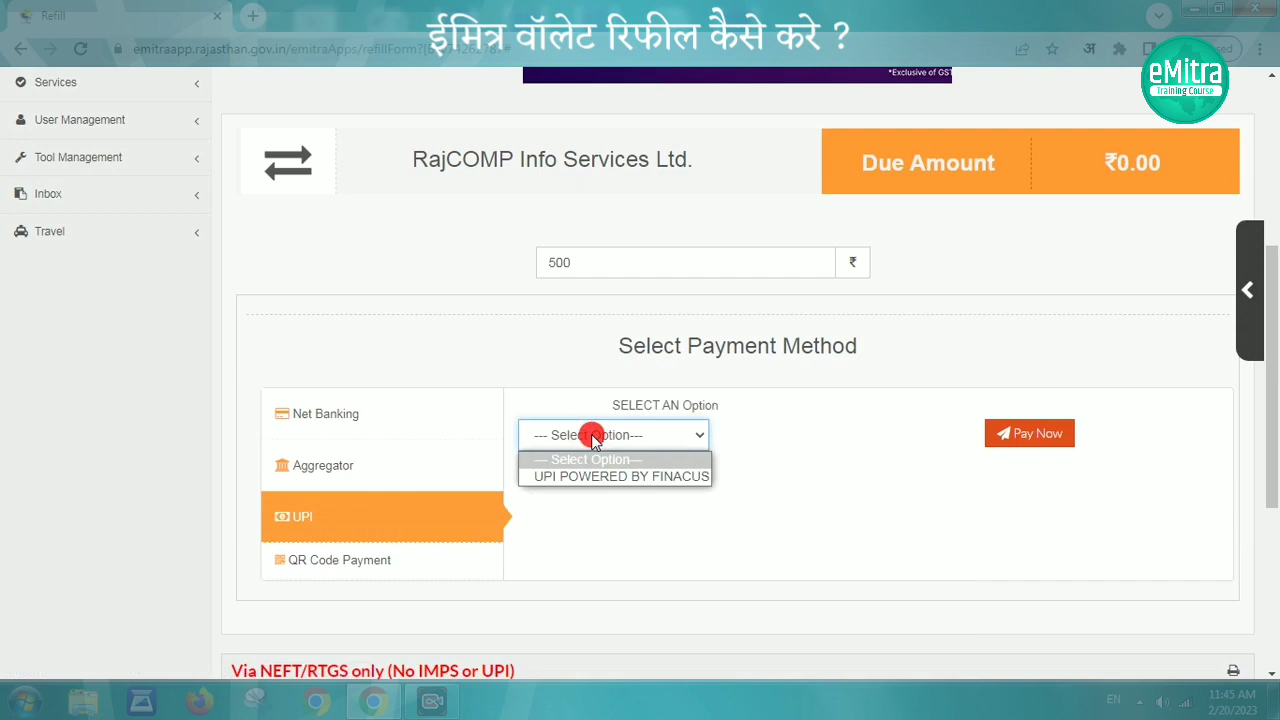 Refill
ईमित्र वॉलेट रिफील कैसे करे ?
emitraapp.rajasthan.gov.in/emitraApps/refillForm?
eMitra
Training Course
*Exclusive of GST
Services
User Management
Tool Management
Inbox
Travel
RajCOMP Info Services Ltd.
Due Amount ₹0.00
500 ₹
Select Payment Method
Net Banking
Aggregator
UPI
QR Code Payment
SELECT AN Option
--- Select Option---
--- Select Option---
UPI POWERED BY FINACUS
Pay Now
Via NEFT/RTGS only (No IMPS or UPI)
EN
11:45 AM
2/20/2023